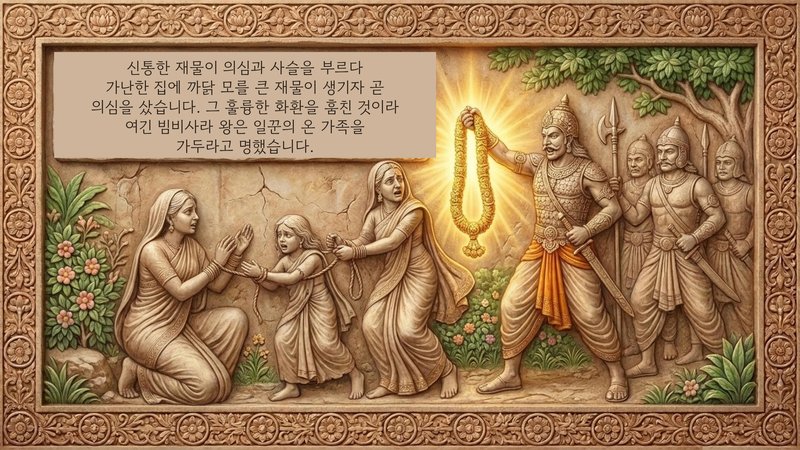 신통한 재물이 의심과 사슬을 부르다
가난한 집에 까닭 모를 큰 재물이 생기자 곧
의심을 샀습니다. 그 훌륭한 화환을 훔친 것이라
여긴 빔비사라 왕은 일꾼의 온 가족을
가두라고 명했습니다.